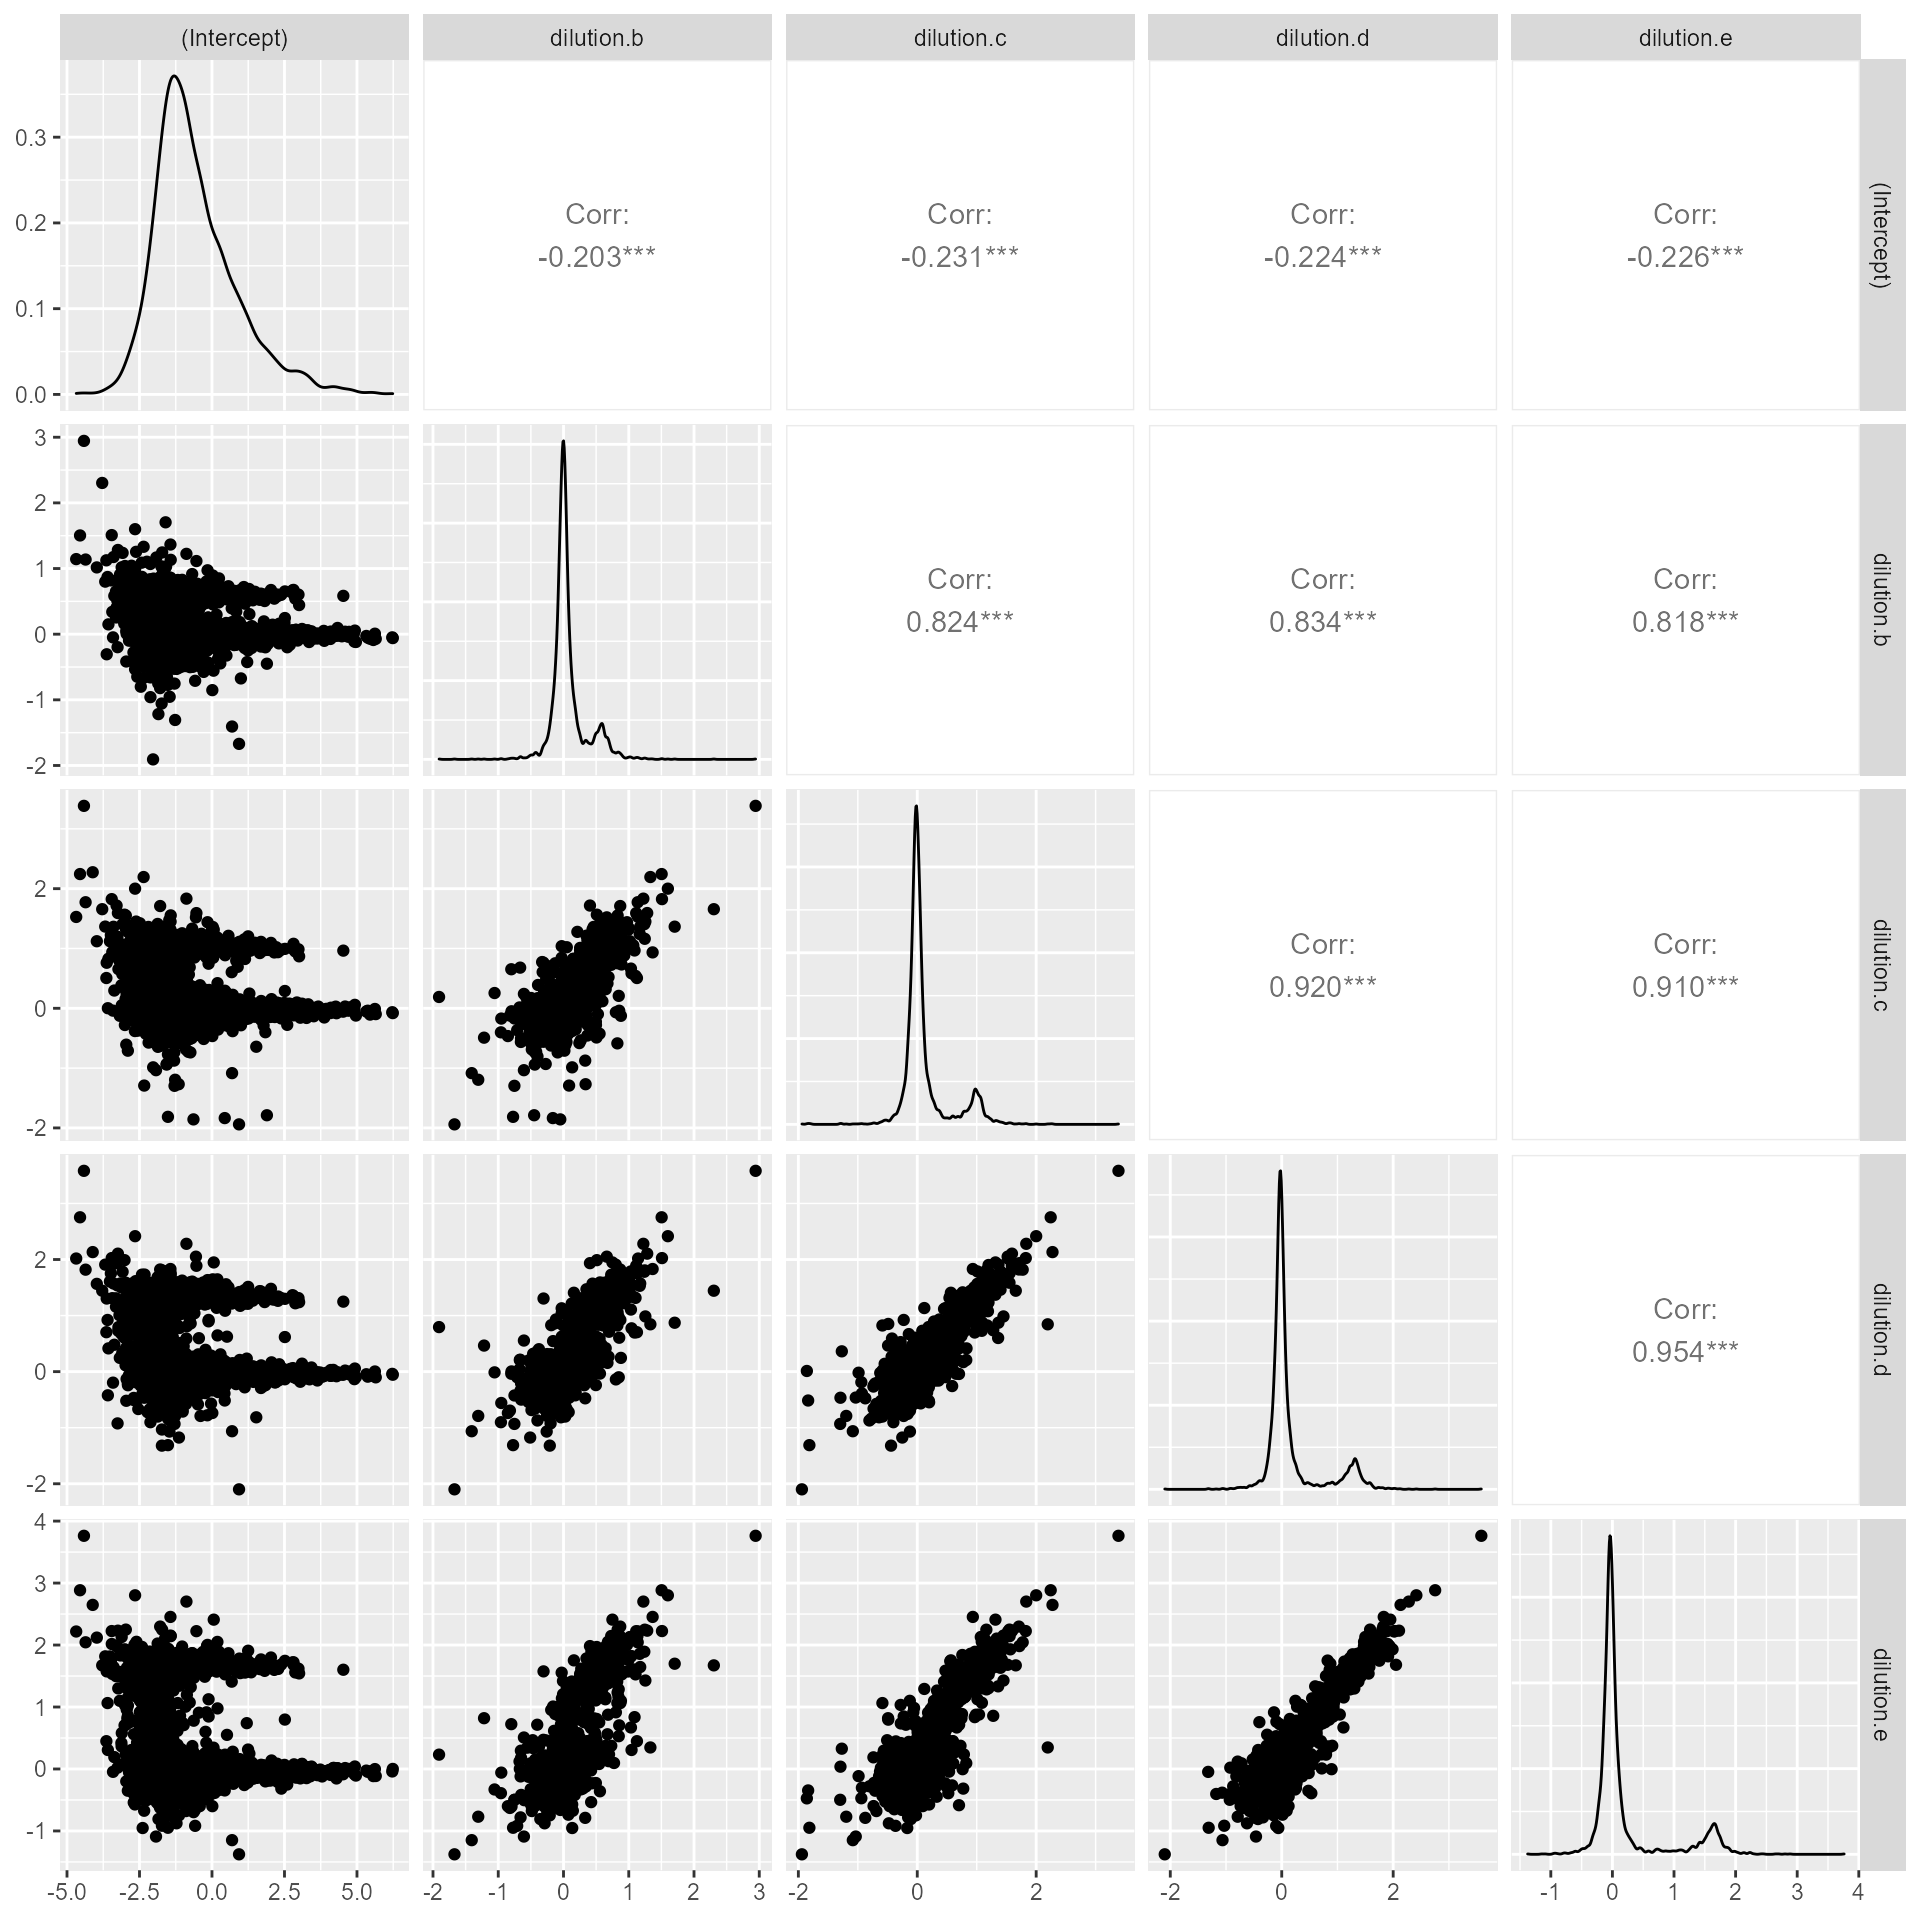 (Intercept) dilution.b dilution.c dilution.d dilution.e
0.3
0.2
0.1
0.0
Corr:
-0.203***
Corr:
-0.231***
Corr:
-0.224***
Corr:
-0.226***
(Intercept)
3
2
1
0
-1
-2
Corr:
0.824***
Corr:
0.834***
Corr:
0.818***
dilution.b
2
0
-2
Corr:
0.920***
Corr:
0.910***
dilution.c
2
0
-2
Corr:
0.954***
dilution.d
4
3
2
1
0
-1
dilution.e
-5.0 -2.5 0.0 2.5 5.0 -2 -1 0 1 2 3 -2 0 2 -2 0 2 -1 0 1 2 3 4